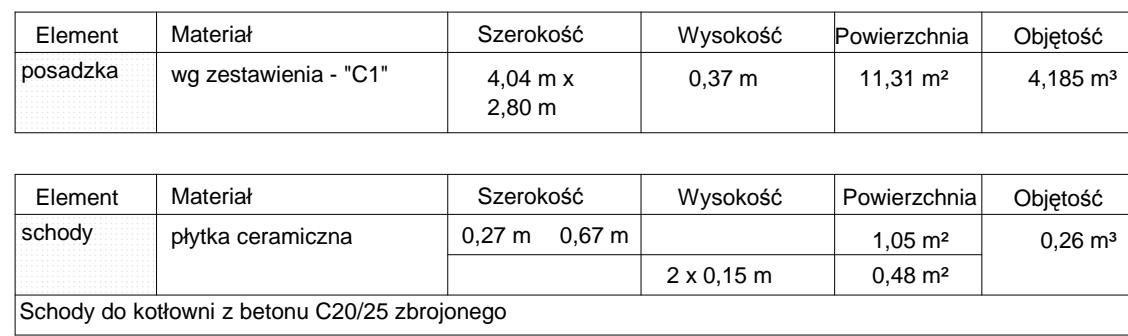 Element Materiał Szerokość Wysokość Powierzchnia Objętość
posadzka wg zestawienia - "C1" 4,04 m x 0,37 m 11,31 m² 4,185 m³
2,80 m
Element Materiał Szerokość Wysokość Powierzchnia Objętość
schody płytka ceramiczna 0,27 m 0,67 m 1,05 m² 0,26 m³
2 x 0,15 m 0,48 m²
Schody do kotłowni z betonu C20/25 zbrojonego